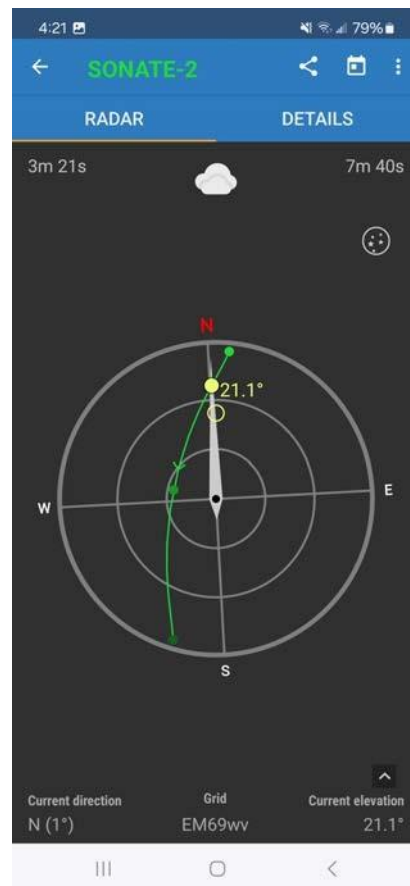 4:21 79%
SONATE-2
RADAR DETAILS
3m 21s 7m 40s
N
21.1°
W E
S
Current direction Grid Current elevation
N (1°) EM69wv 21.1°